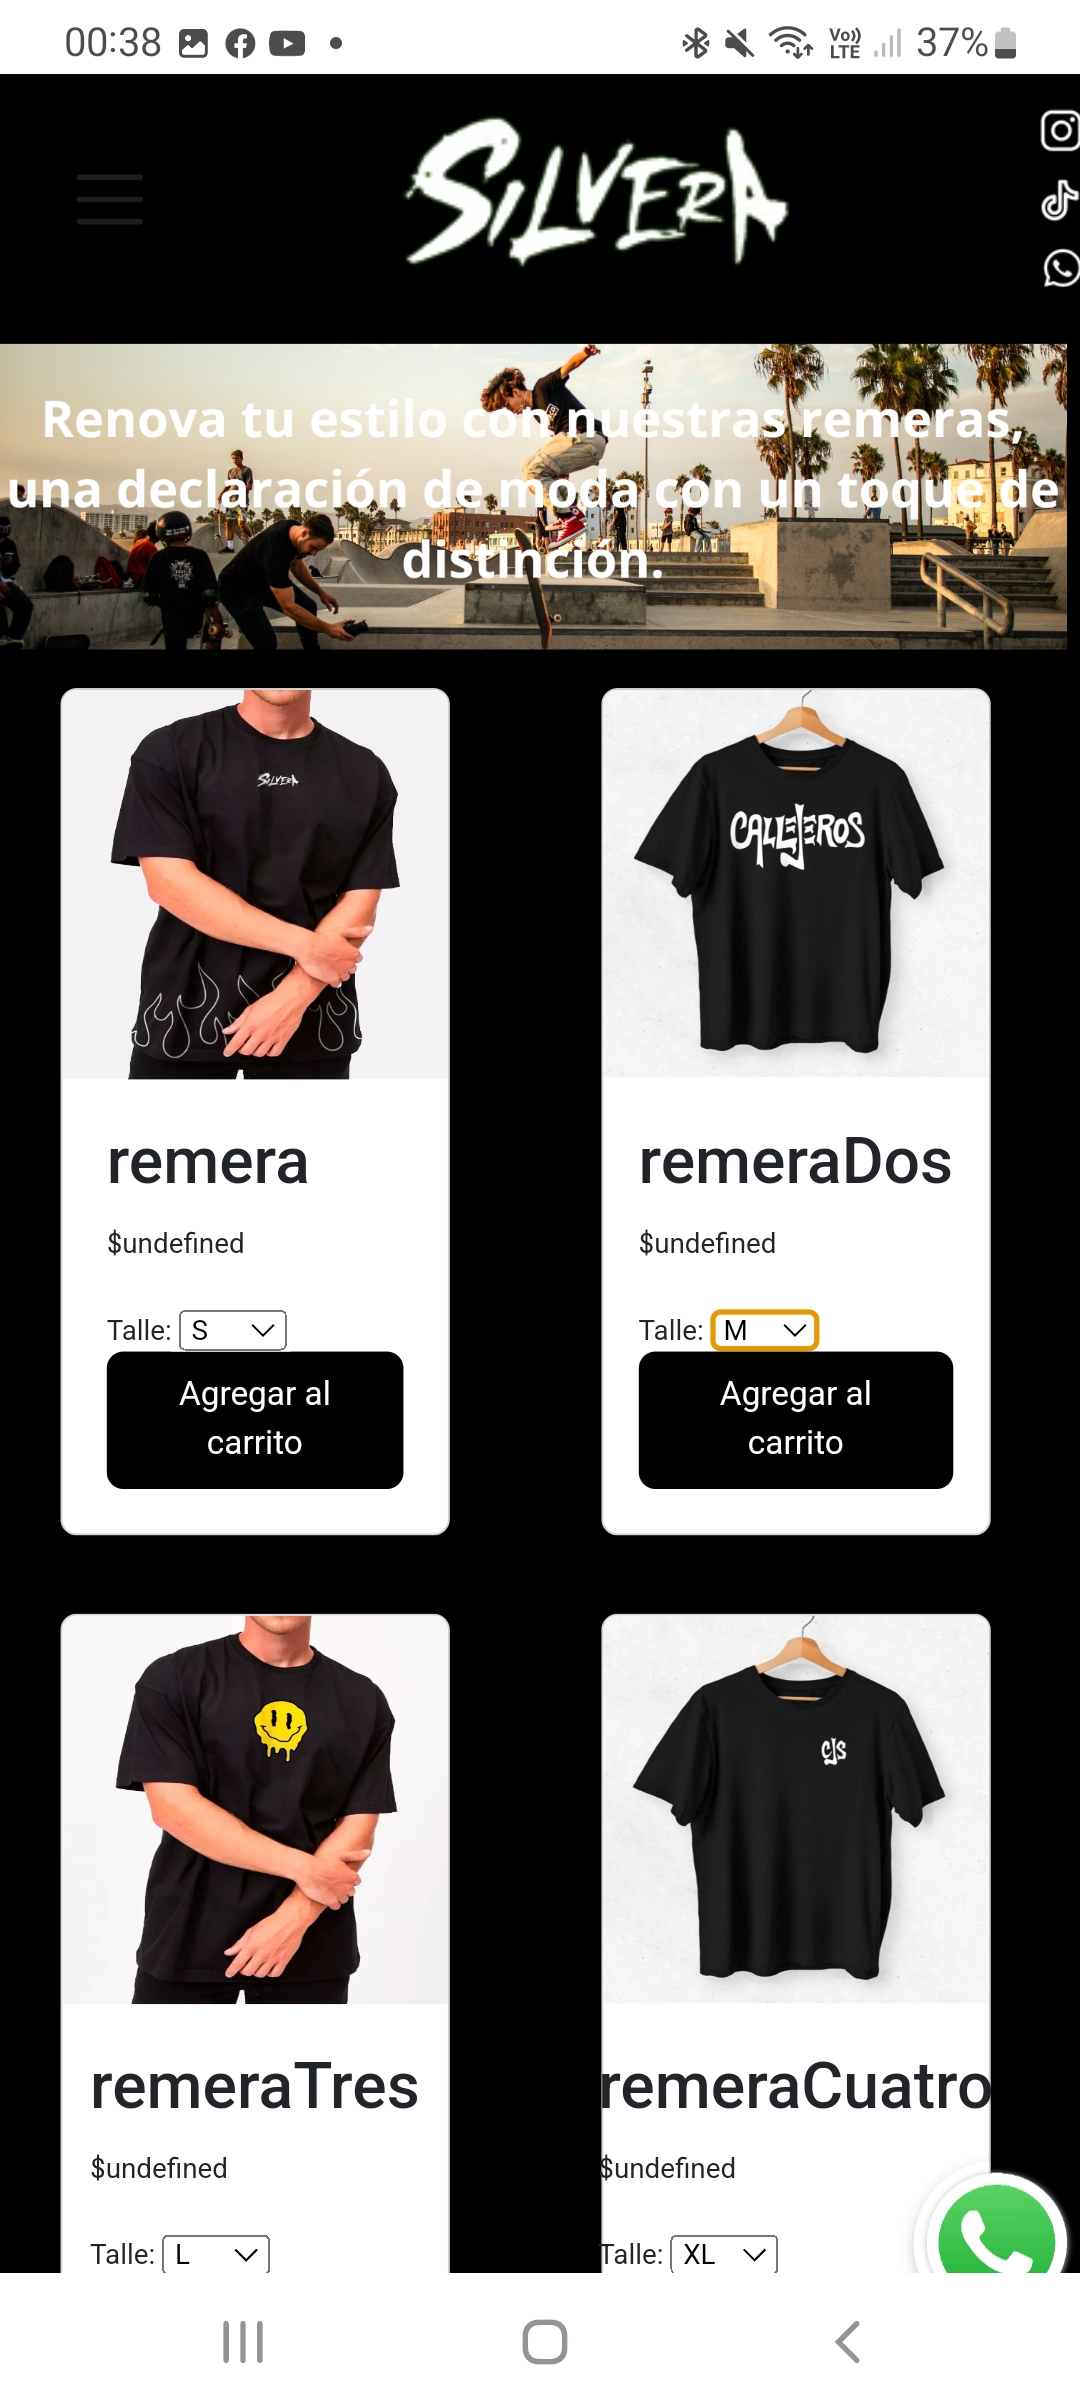 00:38
Vo))
LTE
37%
SILVERA
Renova tu estilo con nuestras remeras,
una declaración de moda con un toque de
distinción.
SILVERA
CALLEJEROS
remera
remeraDos
$undefined
$undefined
Talle: S
Talle: M
Agregar al
carrito
Agregar al
carrito
CJS
remeraTres
remeraCuatro
$undefined
$undefined
Talle: L
Talle: XL